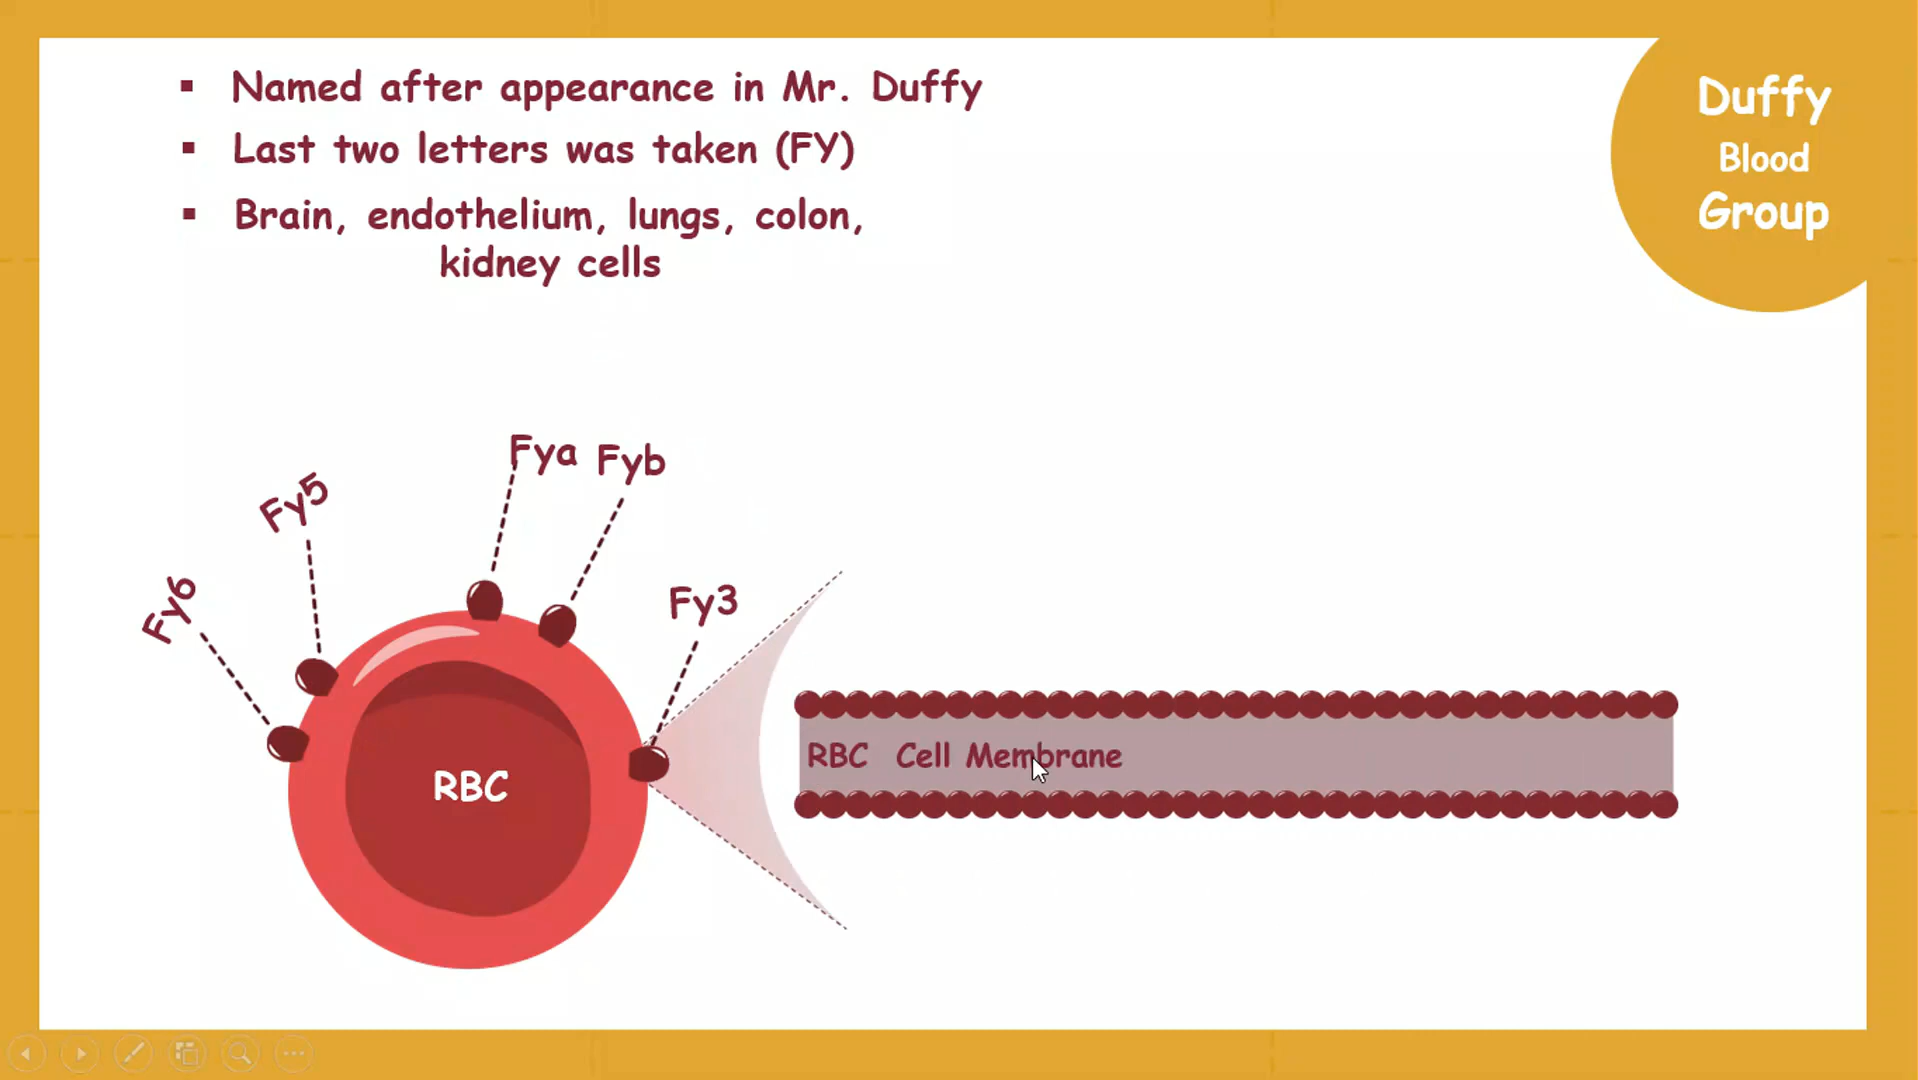 Named after appearance in Mr. Duffy
Last two letters was taken (FY)
Brain, endothelium, lungs, colon,
kidney cells
Duffy
Blood
Group
Fya
Fyb
Fy5
Fy6
Fy3
RBC
RBC Cell Membrane